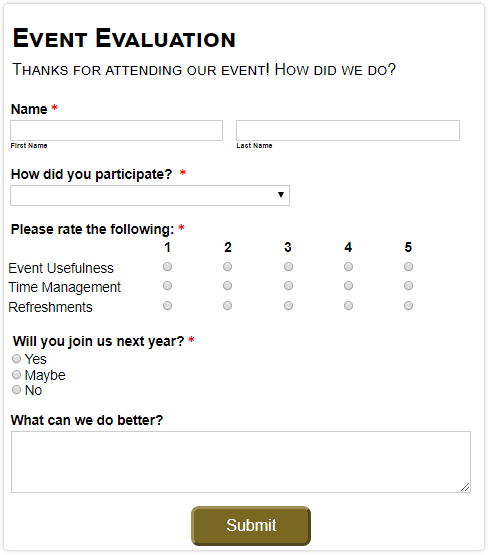 Event Evaluation
Thanks for attending our event! How did we do?
Name *
First Name Last Name
How did you participate? *
Please rate the following: *
1 2 3 4 5
Event Usefulness
Time Management
Refreshments
Will you join us next year? *
Yes
Maybe
No
What can we do better?
Submit